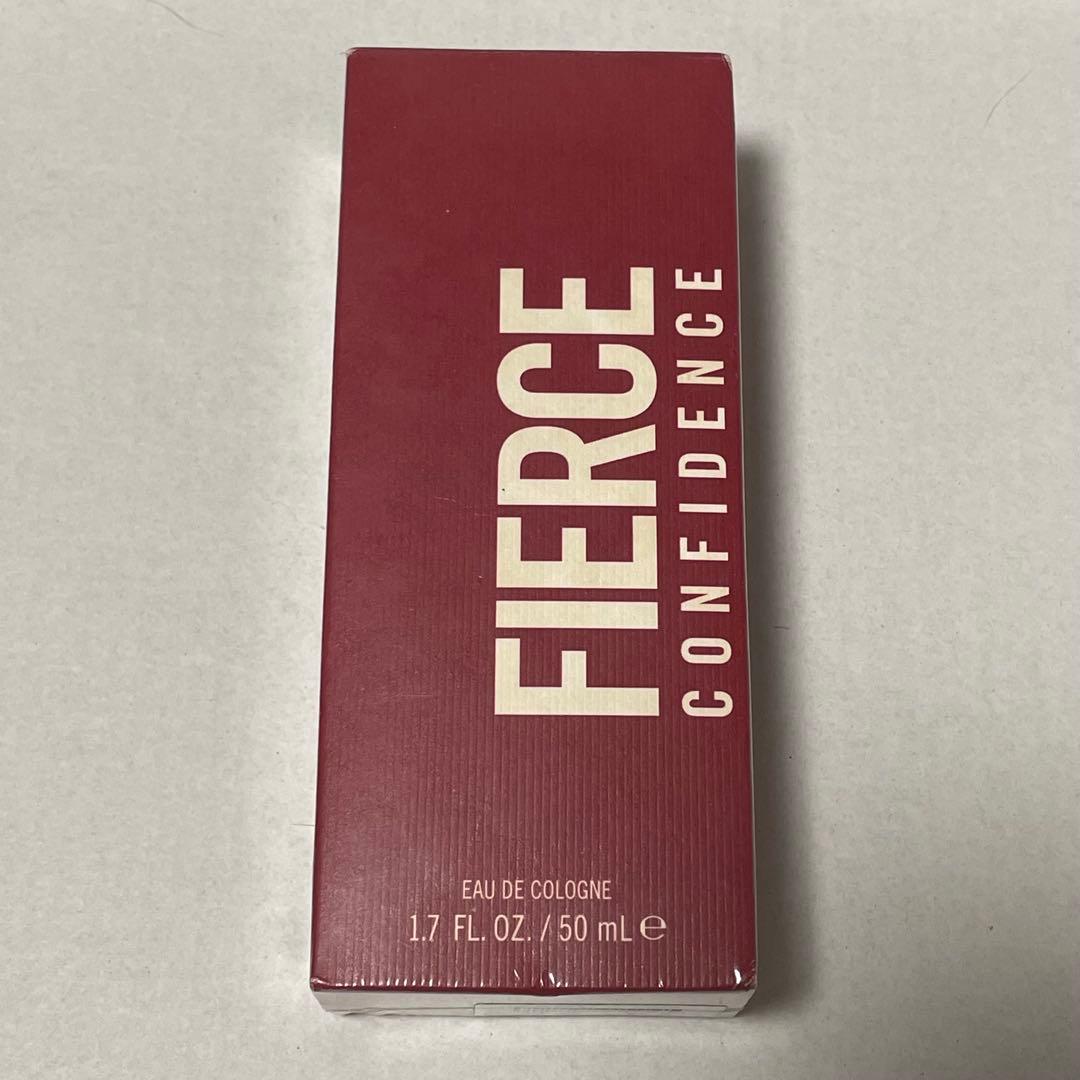 FIERCE
CONFIDENCE
EAU DE COLOGNE
1.7 FL. OZ. / 50 mL ℮